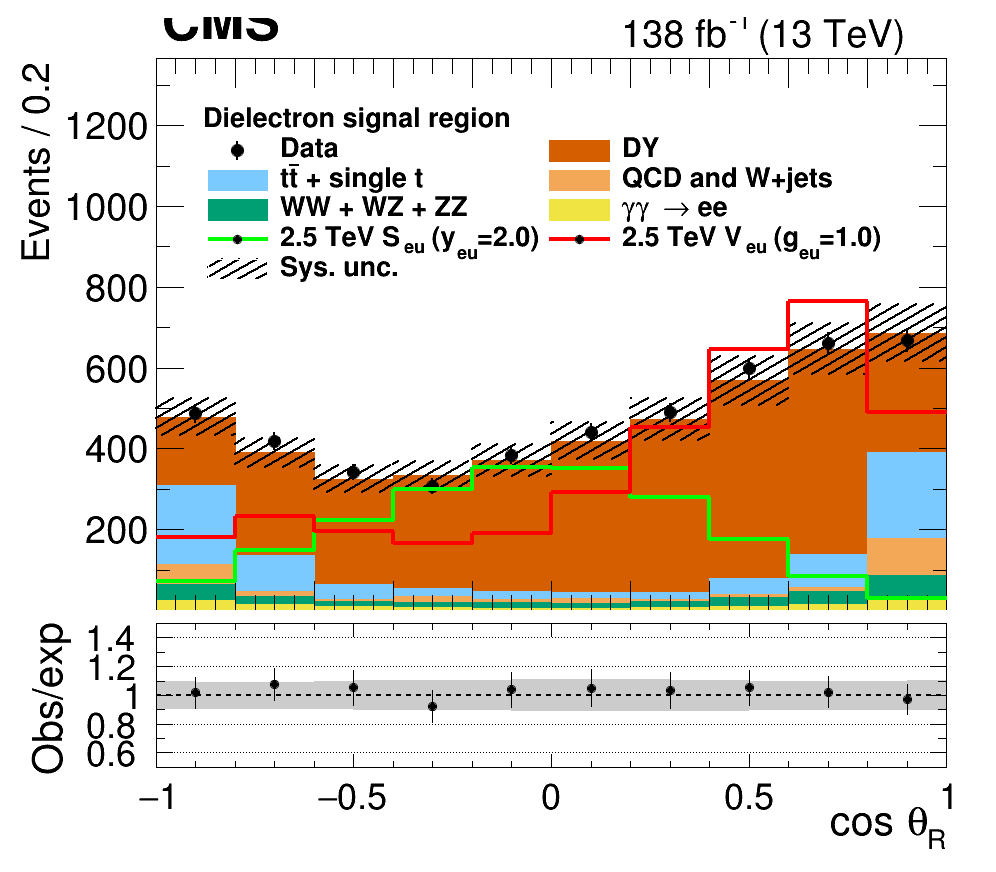 CMS
138 fb⁻¹ (13 TeV)
Events / 0.2
1200
1000
800
600
400
200
Dielectron signal region
Data
DY
tt̄ + single t
QCD and W+jets
WW + WZ + ZZ
γγ → ee
2.5 TeV S_eu (y_eu=2.0)
2.5 TeV V_eu (g_eu=1.0)
Sys. unc.
Obs/exp
1.4
1.2
1
0.8
0.6
−1
−0.5
0
0.5
1
cos θ_R